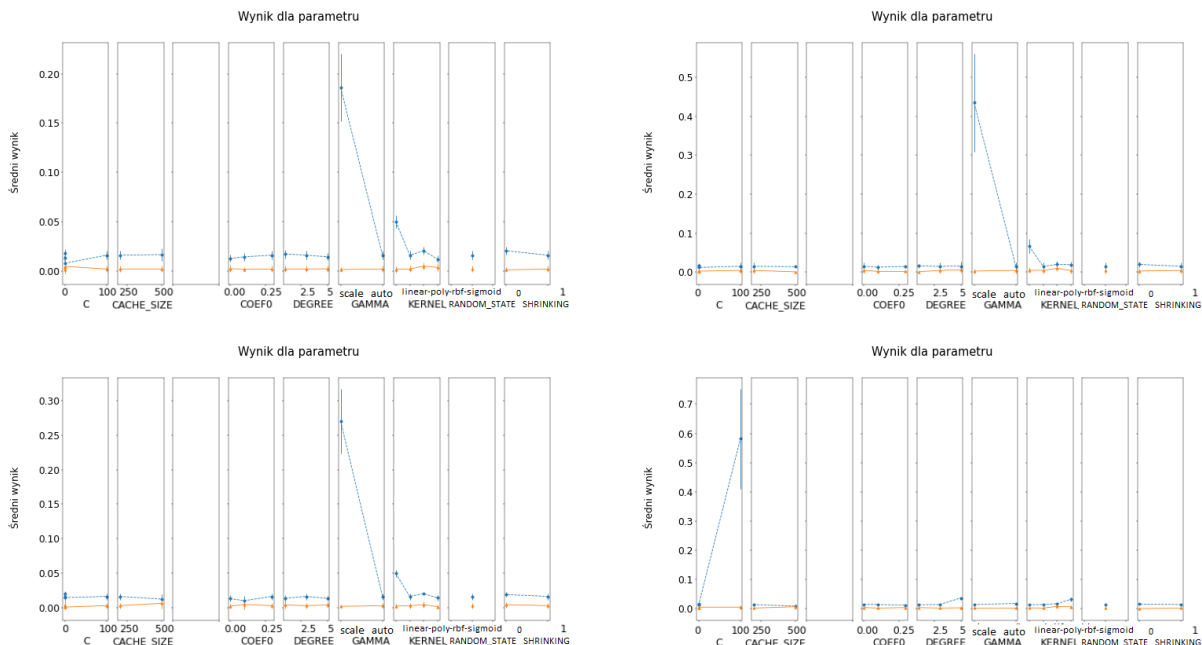 Wynik dla parametru
Średni wynik
0.20
0.15
0.10
0.05
0.00
0 100 250 500 0.00 0.25 2.5 5 scale auto linear-poly-rbf-sigmoid 0 1
C CACHE_SIZE COEF0 DEGREE GAMMA KERNEL RANDOM_STATE SHRINKING
Wynik dla parametru
Średni wynik
0.5
0.4
0.3
0.2
0.1
0.0
0 100 250 500 0.00 0.25 2.5 5 scale auto linear-poly-rbf-sigmoid 0 1
C CACHE_SIZE COEF0 DEGREE GAMMA KERNEL RANDOM_STATE SHRINKING
Wynik dla parametru
Średni wynik
0.30
0.25
0.20
0.15
0.10
0.05
0.00
0 100 250 500 0.00 0.25 2.5 5 scale auto linear-poly-rbf-sigmoid 0 1
C CACHE_SIZE COEF0 DEGREE GAMMA KERNEL RANDOM_STATE SHRINKING
Wynik dla parametru
Średni wynik
0.7
0.6
0.5
0.4
0.3
0.2
0.1
0.0
0 100 250 500 0.00 0.25 2.5 5 scale auto linear-poly-rbf-sigmoid 0 1
C CACHE_SIZE COEF0 DEGREE GAMMA KERNEL RANDOM_STATE SHRINKING